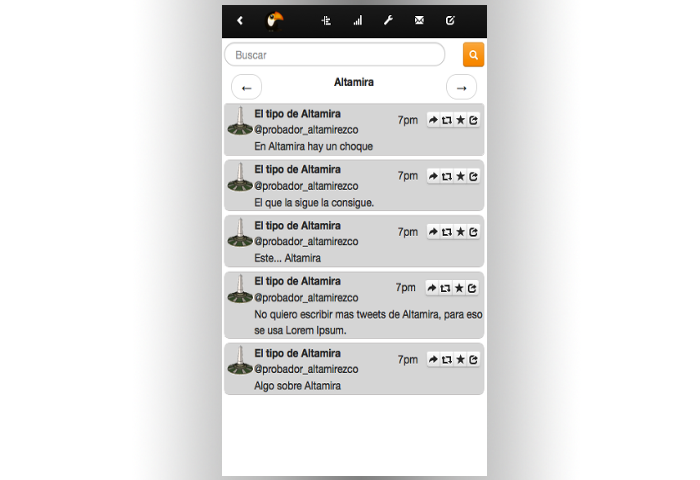 Buscar
Altamira
El tipo de Altamira
7pm
@probador_altamirezco
En Altamira hay un choque
El tipo de Altamira
7pm
@probador_altamirezco
El que la sigue la consigue.
El tipo de Altamira
7pm
@probador_altamirezco
Este... Altamira
El tipo de Altamira
7pm
@probador_altamirezco
No quiero escribir mas tweets de Altamira, para eso
se usa Lorem Ipsum.
El tipo de Altamira
7pm
@probador_altamirezco
Algo sobre Altamira